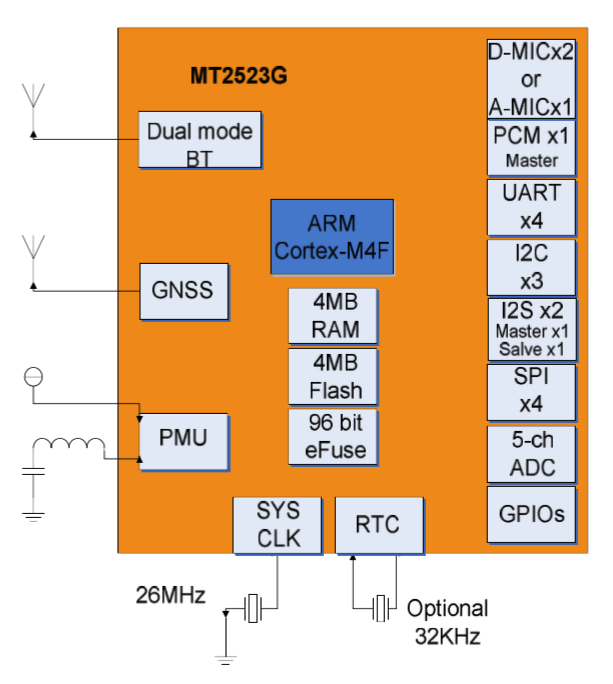 MT2523G
Dual mode
BT
GNSS
PMU
ARM
Cortex-M4F
4MB
RAM
4MB
Flash
96 bit
eFuse
SYS
CLK
RTC
D-MICx2
or
A-MICx1
PCM x1
Master
UART
x4
I2C
x3
I2S x2
Master x1
Salve x1
SPI
x4
5-ch
ADC
GPIOs
26MHz
Optional
32KHz